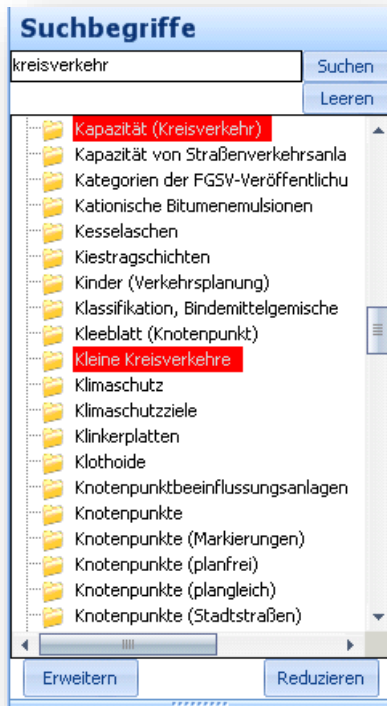 Suchbegriffe
kreisverkehr
Suchen
Leeren
Kapazität (Kreisverkehr)
Kapazität von Straßenverkehrsanla
Kategorien der FGSV-Veröffentlichu
Kationische Bitumenemulsionen
Kesselaschen
Kiestragschichten
Kinder (Verkehrsplanung)
Klassifikation, Bindemittelgemische
Kleeblatt (Knotenpunkt)
Kleine Kreisverkehre
Klimaschutz
Klimaschutzziele
Klinkerplatten
Klothoide
Knotenpunktbeeinflussungsanlagen
Knotenpunkte
Knotenpunkte (Markierungen)
Knotenpunkte (planfrei)
Knotenpunkte (plangleich)
Knotenpunkte (Stadtstraßen)
Erweitern
Reduzieren